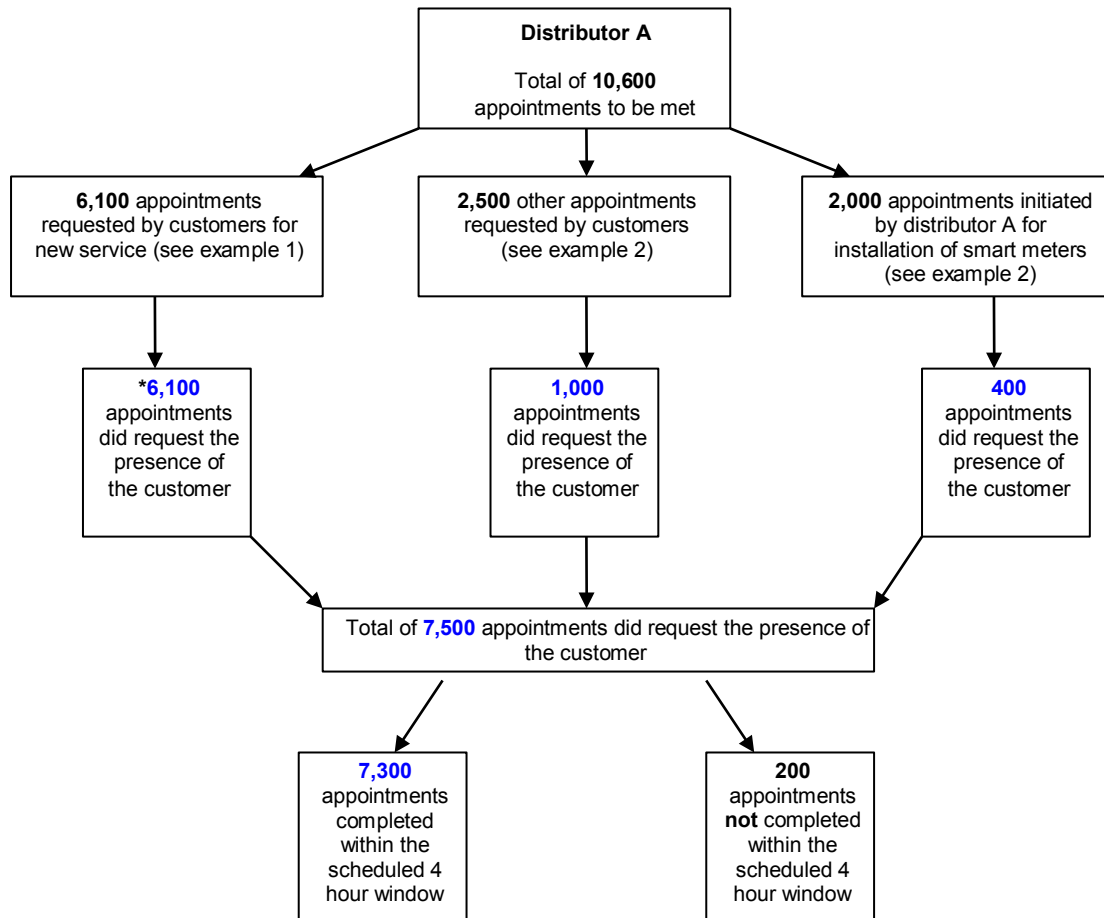 Distributor A
Total of 10,600
appointments to be met
6,100 appointments
requested by customers for
new service (see example 1)
2,500 other appointments
requested by customers
(see example 2)
2,000 appointments initiated
by distributor A for
installation of smart meters
(see example 2)
*6,100
appointments
did request the
presence of
the customer
1,000
appointments
did request the
presence of
the customer
400
appointments
did request the
presence of
the customer
Total of 7,500 appointments did request the presence of
the customer
7,300
appointments
completed
within the
scheduled 4
hour window
200
appointments
not completed
within the
scheduled 4
hour window